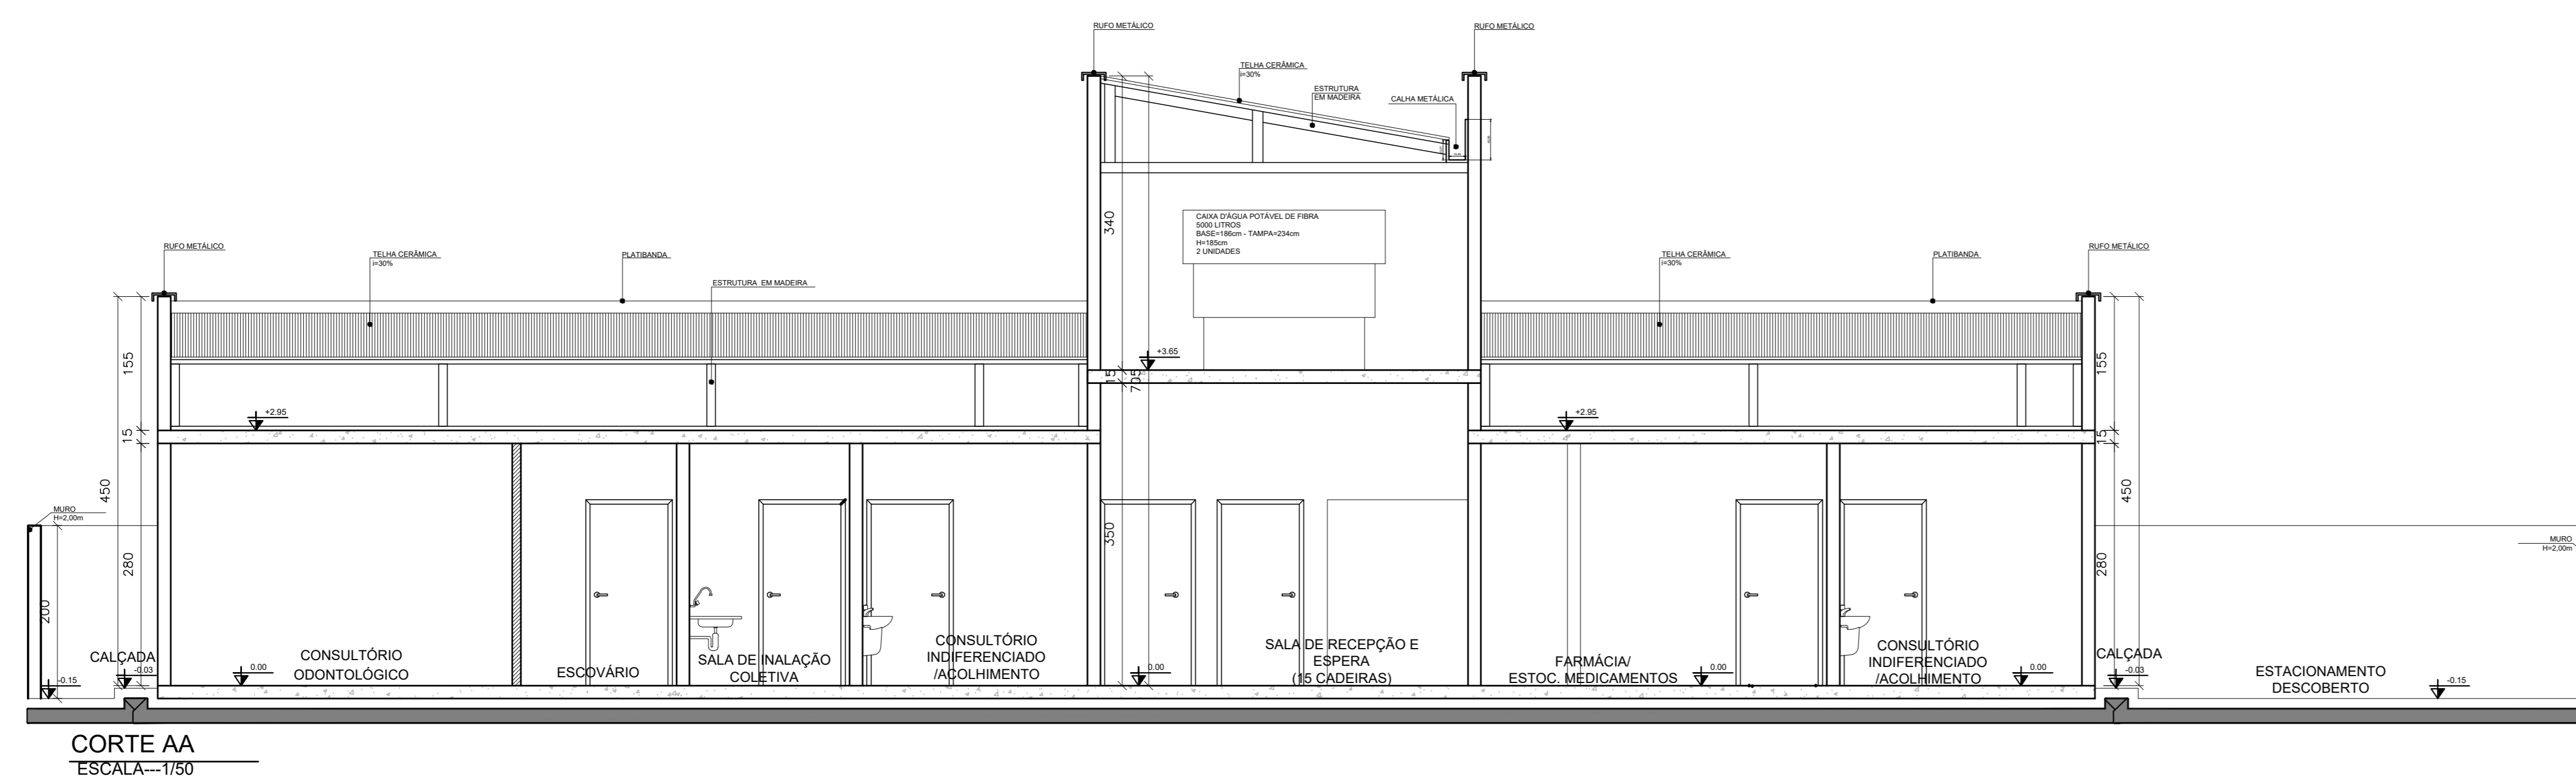 RUFO METÁLICO
RUFO METÁLICO
TELHA CERÂMICA
i=30%
ESTRUTURA
EM MADEIRA
CALHA METÁLICA
340
CAIXA D'ÁGUA POTÁVEL DE FIBRA
5000 LITROS
BASE=186cm - TAMPA=234cm
H=185cm
2 UNIDADES
RUFO METÁLICO
TELHA CERÂMICA
i=30%
PLATIBANDA
ESTRUTURA EM MADEIRA
TELHA CERÂMICA
i=30%
PLATIBANDA
RUFO METÁLICO
155
+3.65
15
705
155
+2.95
+2.95
15
15
450
450
MURO
H=2,00m
350
MURO
H=2,00m
280
280
200
CALÇADA
-0.03
-0.15
0.00
CONSULTÓRIO
ODONTOLÓGICO
ESCOVÁRIO
SALA DE INALAÇÃO
COLETIVA
CONSULTÓRIO
INDIFERENCIADO
/ACOLHIMENTO
0.00
SALA DE RECEPÇÃO E
ESPERA
(15 CADEIRAS)
FARMÁCIA/
ESTOC. MEDICAMENTOS
0.00
CONSULTÓRIO
INDIFERENCIADO
/ACOLHIMENTO
0.00
CALÇADA
-0.03
ESTACIONAMENTO
DESCOBERTO
-0.15
CORTE AA
ESCALA---1/50